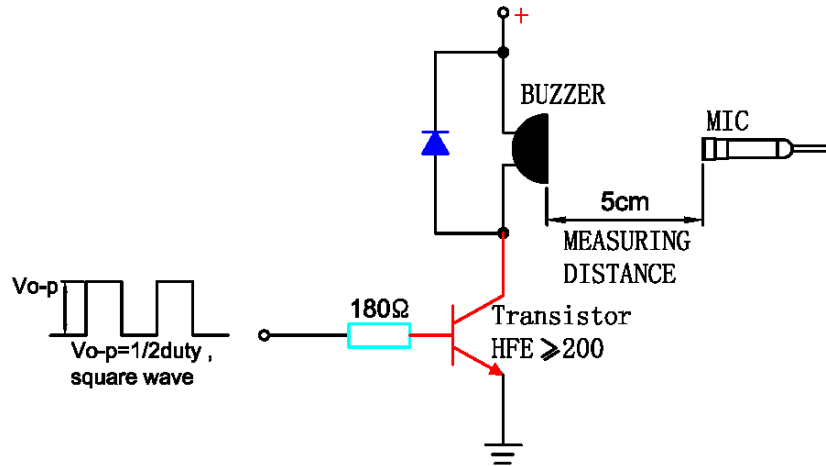 +
BUZZER
MIC
5cm
MEASURING
DISTANCE
Vo-p
Vo-p=1/2duty ,
square wave
180Ω
Transistor
HFE ⩾200